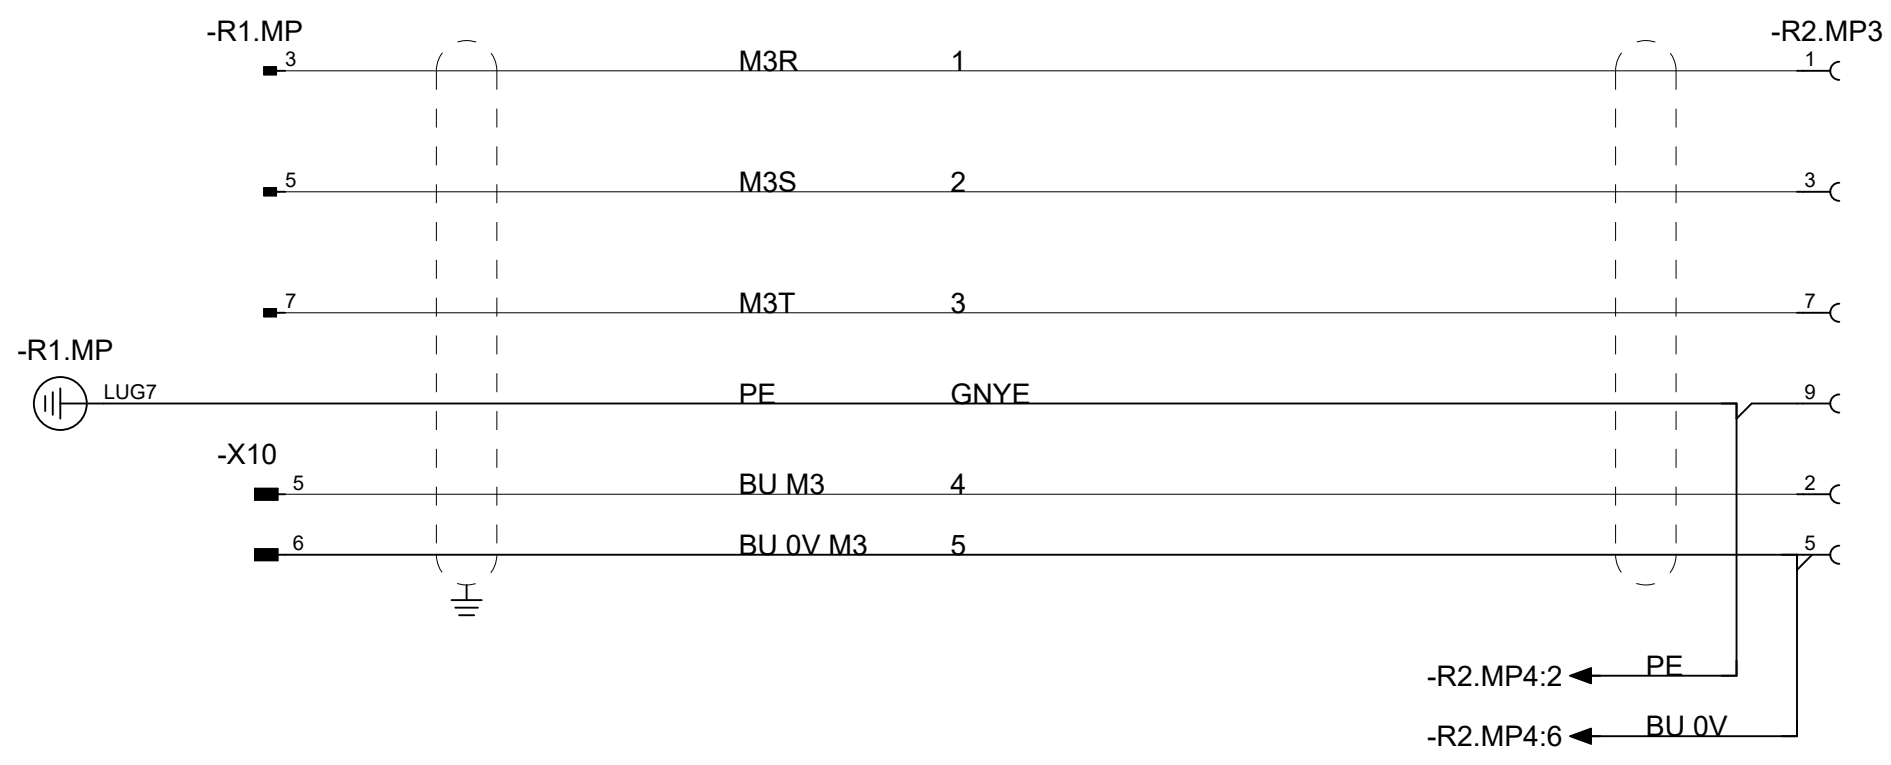 -R1.MP -R2.MP3
3 M3R 1 1
5 M3S 2 3
7 M3T 3 7
-R1.MP
LUG7 PE GNYE 9
-X10
5 BU M3 4 2
6 BU 0V M3 5 5
-R2.MP4:2 PE
-R2.MP4:6 BU 0V